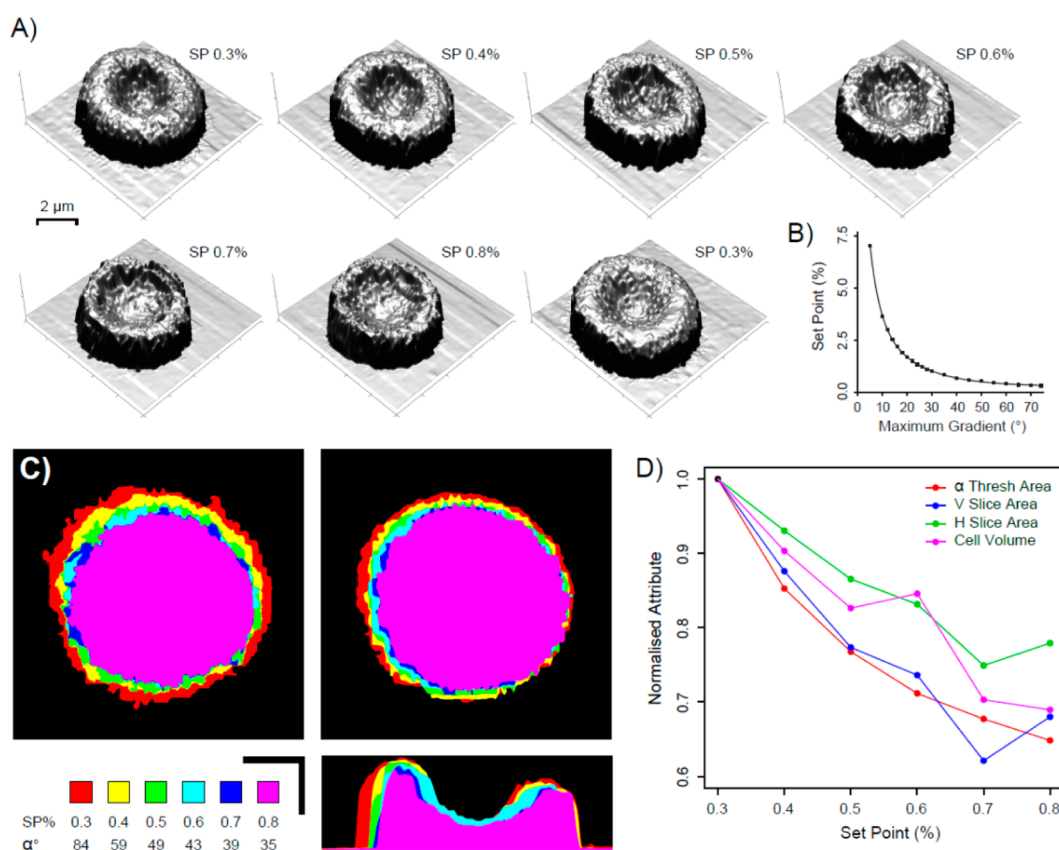 A)
SP 0.3%
SP 0.4%
SP 0.5%
SP 0.6%
2 μm
SP 0.7%
SP 0.8%
SP 0.3%
B)
Set Point (%)
7.5
5.0
2.5
0.0
0 10 20 30 40 50 60 70
Maximum Gradient (°)
C)
SP% 0.3 0.4 0.5 0.6 0.7 0.8
α° 84 59 49 43 39 35
D)
Normalised Attribute
1.0
0.9
0.8
0.7
0.6
α Thresh Area
V Slice Area
H Slice Area
Cell Volume
0.3 0.4 0.5 0.6 0.7 0.8
Set Point (%)